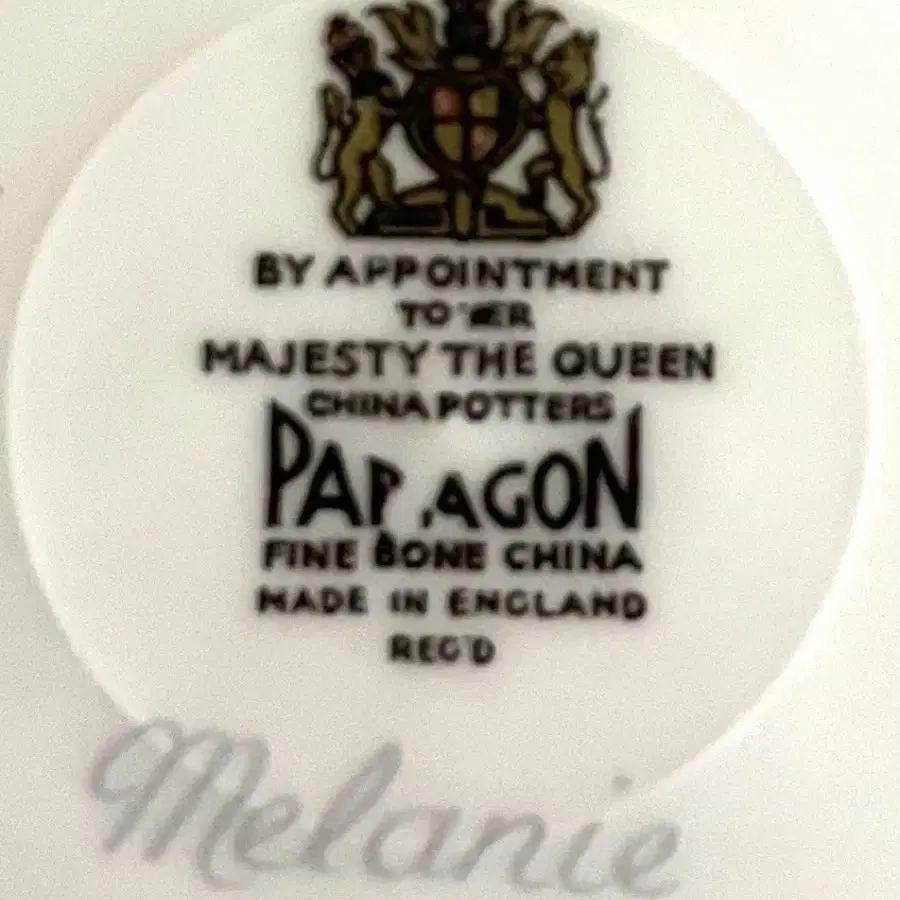 BY APPOINTMENT
TO HER
MAJESTY THE QUEEN
CHINA POTTERS
PARAGON
FINE BONE CHINA
MADE IN ENGLAND
REG'D
Melanie